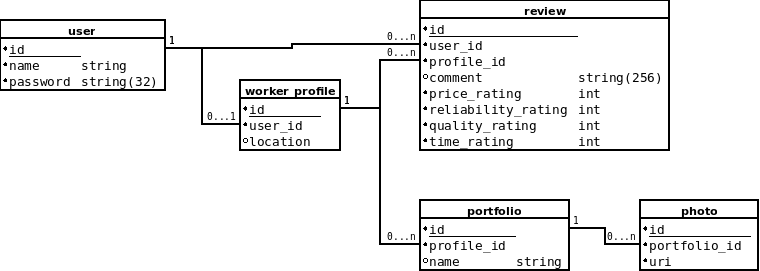 user
id
name string
password string(32)
1
0...1
worker_profile
id
user_id
location
1
0...n
0...n
review
id
user_id
profile_id
comment string(256)
price_rating int
reliability_rating int
quality_rating int
time_rating int
0...n
portfolio
id
profile_id
name string
1
0...n
photo
id
portfolio_id
uri